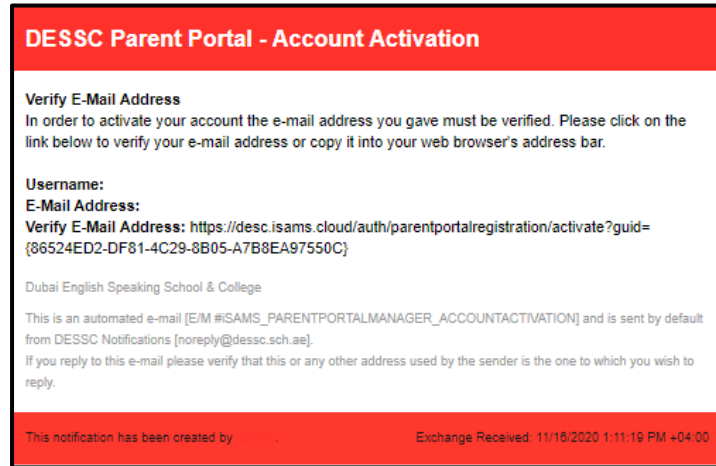 DESSC Parent Portal - Account Activation
Verify E-Mail Address
In order to activate your account the e-mail address you gave must be verified. Please click on the
link below to verify your e-mail address or copy it into your web browser's address bar.
Username:
E-Mail Address:
Verify E-Mail Address: https://desc.isams.cloud/auth/parentportalregistration/activate?guid=
{86524ED2-DF81-4C29-8B05-A7B8EA97550C}
Dubai English Speaking School & College
This is an automated e-mail [E/M #iSAMS_PARENTPORTALMANAGER_ACCOUNTACTIVATION] and is sent by default
from DESSC Notifications [noreply@dessc.sch.ae].
If you reply to this e-mail please verify that this or any other address used by the sender is the one to which you wish to
reply.
This notification has been created by .
Exchange Received: 11/16/2020 1:11:19 PM +04:00